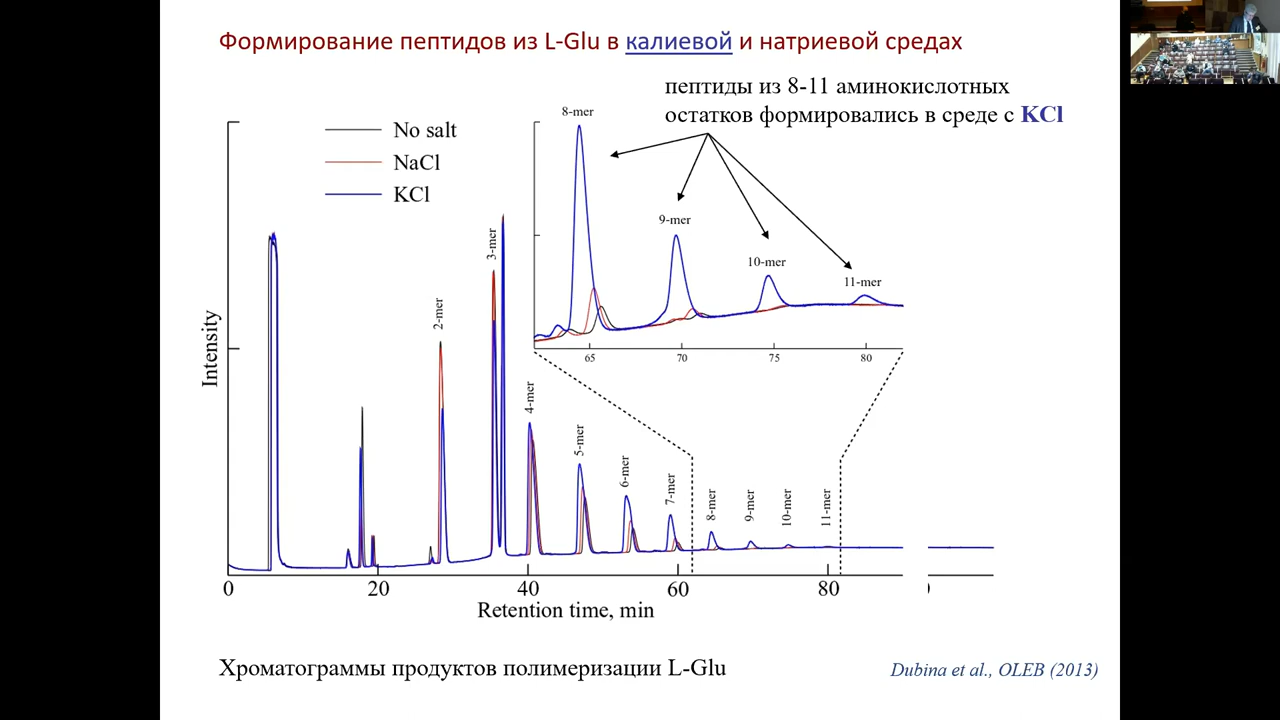 Формирование пептидов из L-Glu в калиевой и натриевой средах
пептиды из 8-11 аминокислотных
остатков формировались в среде с KCl
No salt
NaCl
KCl
8-mer
9-mer
10-mer
11-mer
65
70
75
80
2-mer
3-mer
4-mer
5-mer
6-mer
7-mer
8-mer
9-mer
10-mer
11-mer
Intensity
0
20
40
60
80
Retention time, min
Хроматограммы продуктов полимеризации L-Glu
Dubina et al., OLEB (2013)